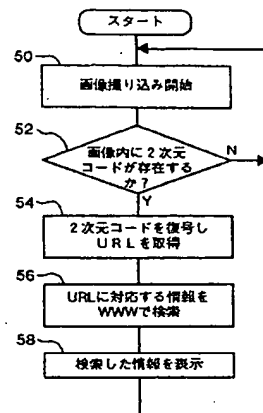 スタート
50
画像撮り込み開始
52
画像内に2次元
コードが存在する
か?
N
Y
54
2次元コードを復号し
URLを取得
56
URLに対応する情報を
WWWで検索
58
検索した情報を表示